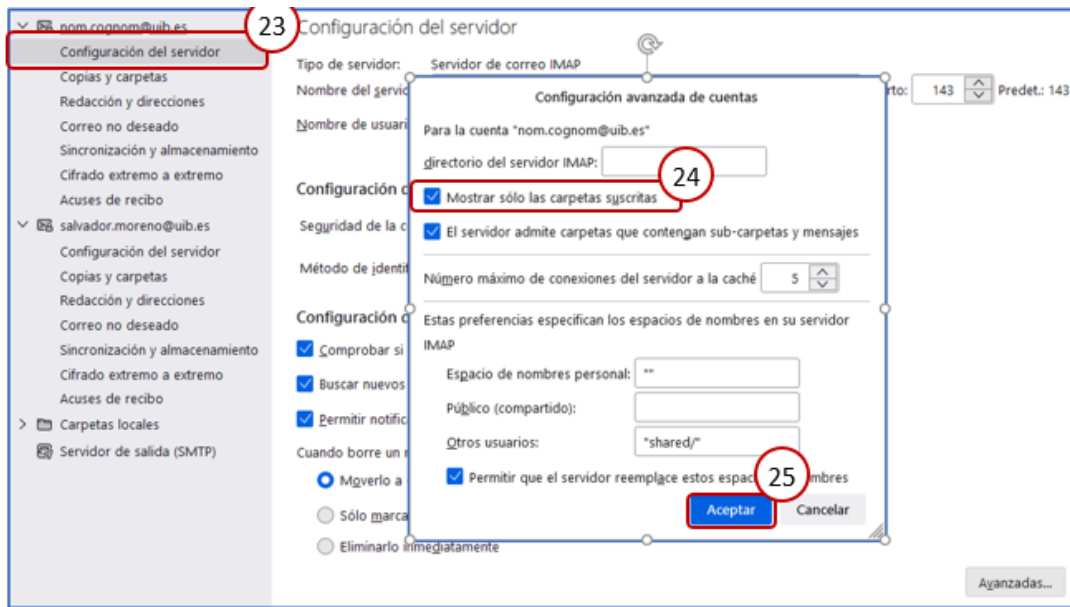 nom.cognom@uib.es
23
Configuración del servidor
Copias y carpetas
Redacción y direcciones
Correo no deseado
Sincronización y almacenamiento
Cifrado extremo a extremo
Acuses de recibo
salvador.moreno@uib.es
Configuración del servidor
Copias y carpetas
Redacción y direcciones
Correo no deseado
Sincronización y almacenamiento
Cifrado extremo a extremo
Acuses de recibo
Carpetas locales
Servidor de salida (SMTP)
Configuración del servidor
Tipo de servidor: Servidor de correo IMAP
Nombre del servid
rto: 143 Predet.: 143
Nombre de usuari
Configuración d
Seguridad de la c
Método de identif
Configuración d
Comprobar si
Buscar nuevos
Permitir notific
Cuando borre un m
Moverlo a
Sólo marca
Eliminarlo inmediatamente
Avanzadas...
Configuración avanzada de cuentas
Para la cuenta "nom.cognom@uib.es"
directorio del servidor IMAP:
24
Mostrar sólo las carpetas suscritas
El servidor admite carpetas que contengan sub-carpetas y mensajes
Número máximo de conexiones del servidor a la caché 5
Estas preferencias especifican los espacios de nombres en su servidor
IMAP
Espacio de nombres personal: ""
Público (compartido):
Otros usuarios: "shared/"
Permitir que el servidor reemplace estos espac 25 mbres
Aceptar Cancelar